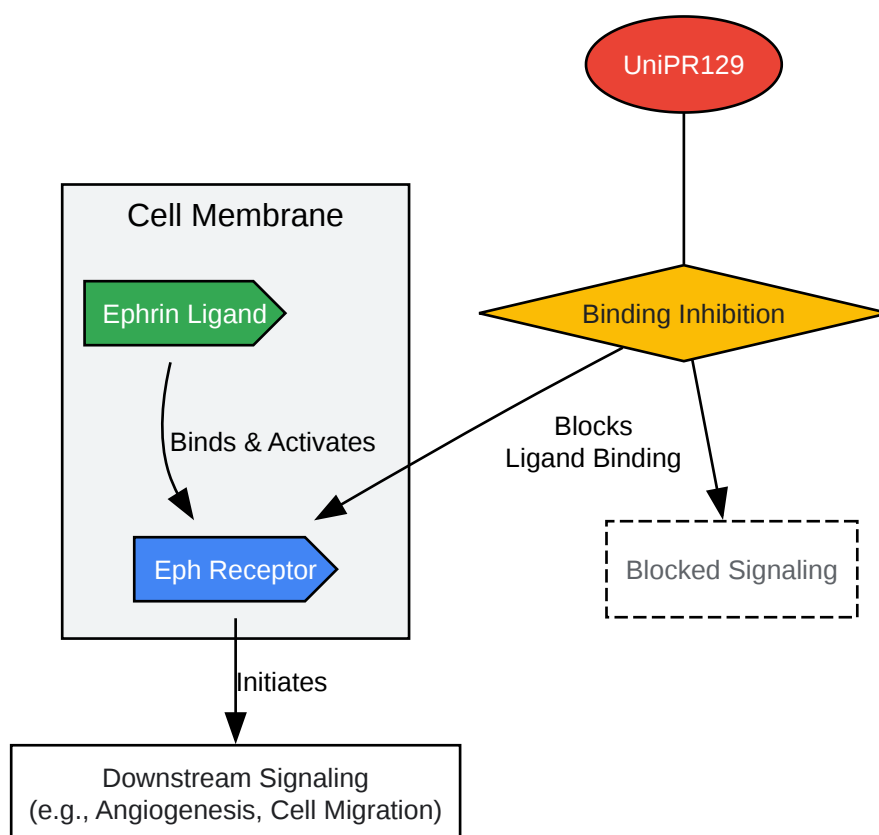 UniPR129
Cell Membrane
Ephrin Ligand
Binding Inhibition
Binds & Activates
Blocks
Ligand Binding
Eph Receptor
Blocked Signaling
Initiates
Downstream Signaling
(e.g., Angiogenesis, Cell Migration)